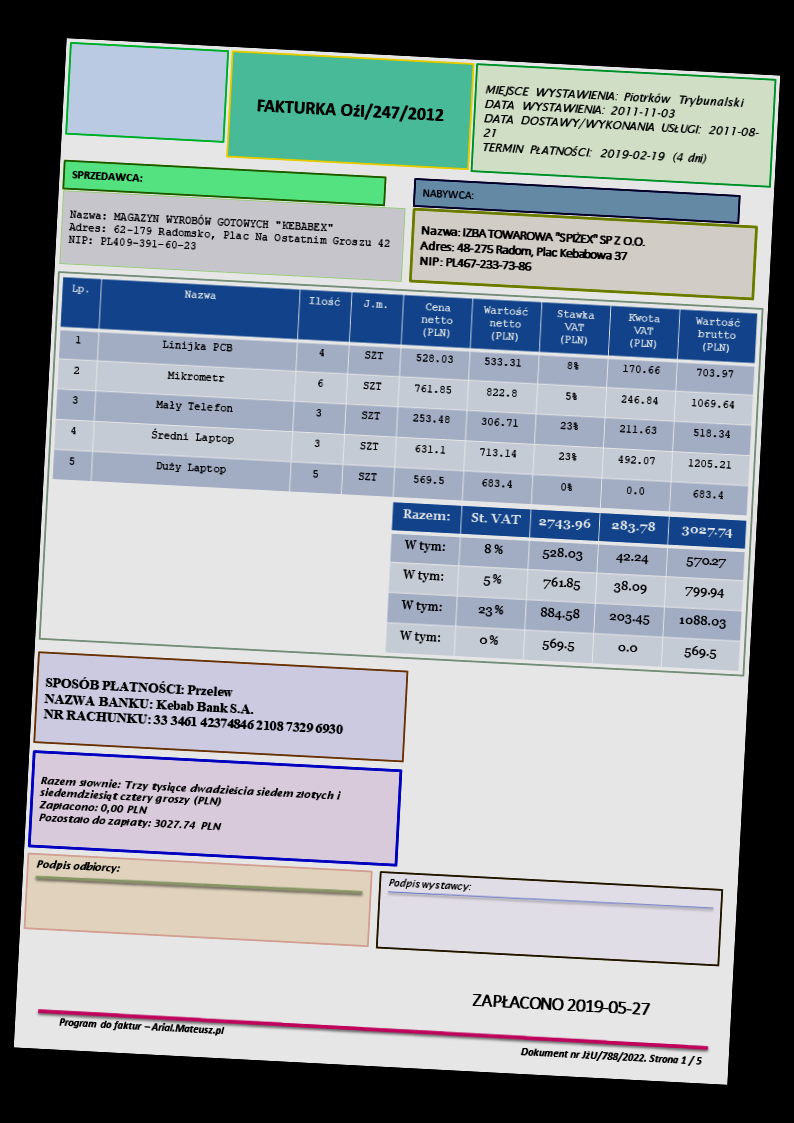 FAKTURKA Oźl/247/2012
MIEJSCE WYSTAWIENIA: Piotrków Trybunalski
DATA WYSTAWIENIA: 2011-11-03
DATA DOSTAWY/WYKONANIA USŁUGI: 2011-08-
21
TERMIN PŁATNOŚCI: 2019-02-19 (4 dni)
SPRZEDAWCA:
Nazwa: MAGAZYN WYROBÓW GOTOWYCH "KEBABEX"
Adres: 62-179 Radomsko, Plac Na Ostatnim Groszu 42
NIP: PL409-391-60-23
NABYWCA:
Nazwa: IZBA TOWAROWA "SPIŻEX" SP Z O.O.
Adres: 48-275 Radom, Plac Kebabowa 37
NIP: PL467-233-73-86
Lp. Nazwa Ilość J.m. Cena netto (PLN) Wartość netto (PLN) Stawka VAT (PLN) Kwota VAT (PLN) Wartość brutto (PLN)
1 Linijka PCB 4 SZT 528.03 533.31 8% 170.66 703.97
2 Mikrometr 6 SZT 761.85 822.8 5% 246.84 1069.64
3 Mały Telefon 3 SZT 253.48 306.71 23% 211.63 518.34
4 Średni Laptop 3 SZT 631.1 713.14 23% 492.07 1205.21
5 Duży Laptop 5 SZT 569.5 683.4 0% 0.0 683.4
Razem: St. VAT 2743.96 283.78 3027.74
W tym: 8 % 528.03 42.24 570.27
W tym: 5 % 761.85 38.09 799.94
W tym: 23 % 884.58 203.45 1088.03
W tym: 0 % 569.5 0.0 569.5
SPOSÓB PŁATNOŚCI: Przelew
NAZWA BANKU: Kebab Bank S.A.
NR RACHUNKU: 33 3461 42374846 2108 7329 6930
Razem słownie: Trzy tysiące dwadzieścia siedem złotych i
siedemdziesiąt cztery groszy (PLN)
Zapłacono: 0,00 PLN
Pozostało do zapłaty: 3027.74 PLN
Podpis odbiorcy:
Podpis wystawcy:
ZAPŁACONO 2019-05-27
Program do faktur – Arial.Mateusz.pl
Dokument nr JżU/788/2022. Strona 1 / 5